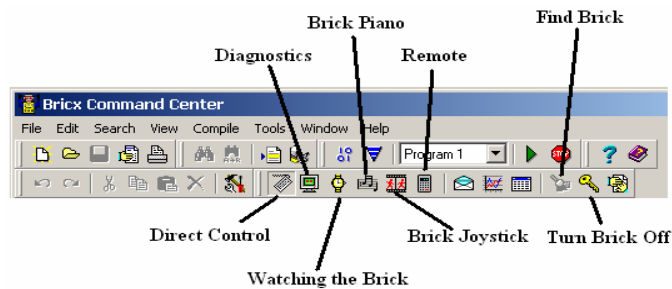 Find Brick
Brick Piano
Diagnostics
Remote
Bricx Command Center
File Edit Search View Compile Tools Window Help
Program 1
STOP
Direct Control
Brick Joystick
Turn Brick Off
Watching the Brick